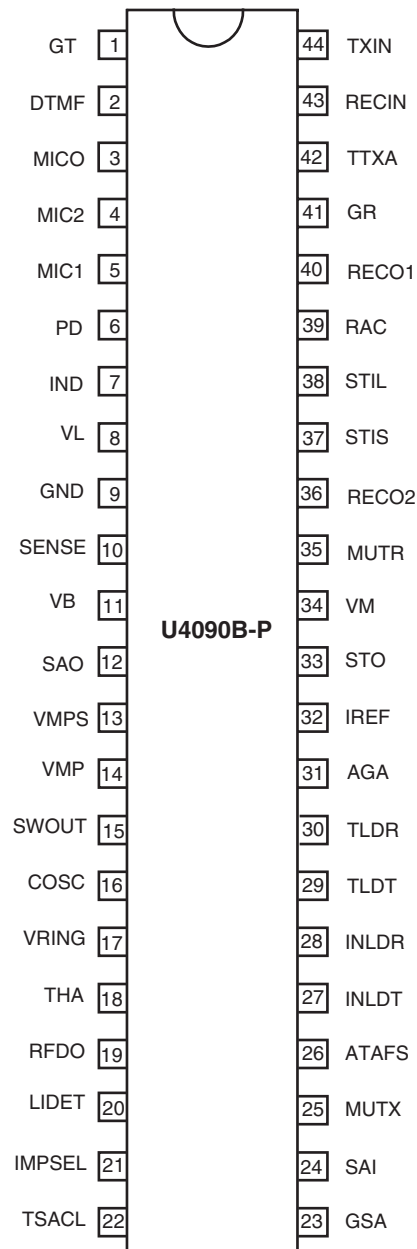 GT 1 44 TXIN
DTMF 2 43 RECIN
MICO 3 42 TTXA
MIC2 4 41 GR
MIC1 5 40 RECO1
PD 6 39 RAC
IND 7 38 STIL
VL 8 37 STIS
GND 9 36 RECO2
SENSE 10 35 MUTR
VB 11 34 VM
U4090B-P
SAO 12 33 STO
VMPS 13 32 IREF
VMP 14 31 AGA
SWOUT 15 30 TLDR
COSC 16 29 TLDT
VRING 17 28 INLDR
THA 18 27 INLDT
RFDO 19 26 ATAFS
LIDET 20 25 MUTX
IMPSEL 21 24 SAI
TSACL 22 23 GSA